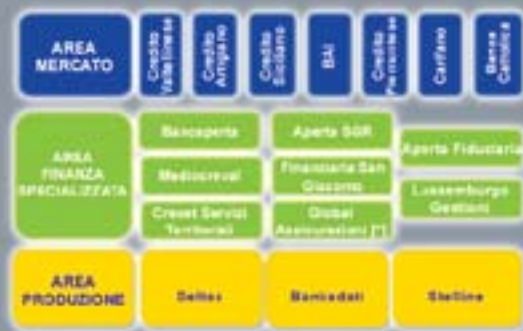 AREA
MERCATO
Credito
Valtellinese
Credito
Artigiano
Credito
Siciliano
BAI
Credito
Piemontese
Carifano
Banca
Cattolica
AREA
FINANZA
SPECIALIZZATA
Bancaperta
Aperta SGR
Aperta Fiduciaria
Mediocreval
Finanziaria San
Giacomo
Lussemburgo
Gestioni
Creset Servizi
Territoriali
Global
Assicurazioni [*]
AREA
PRODUZIONE
Deltas
Bankadati
Stelline